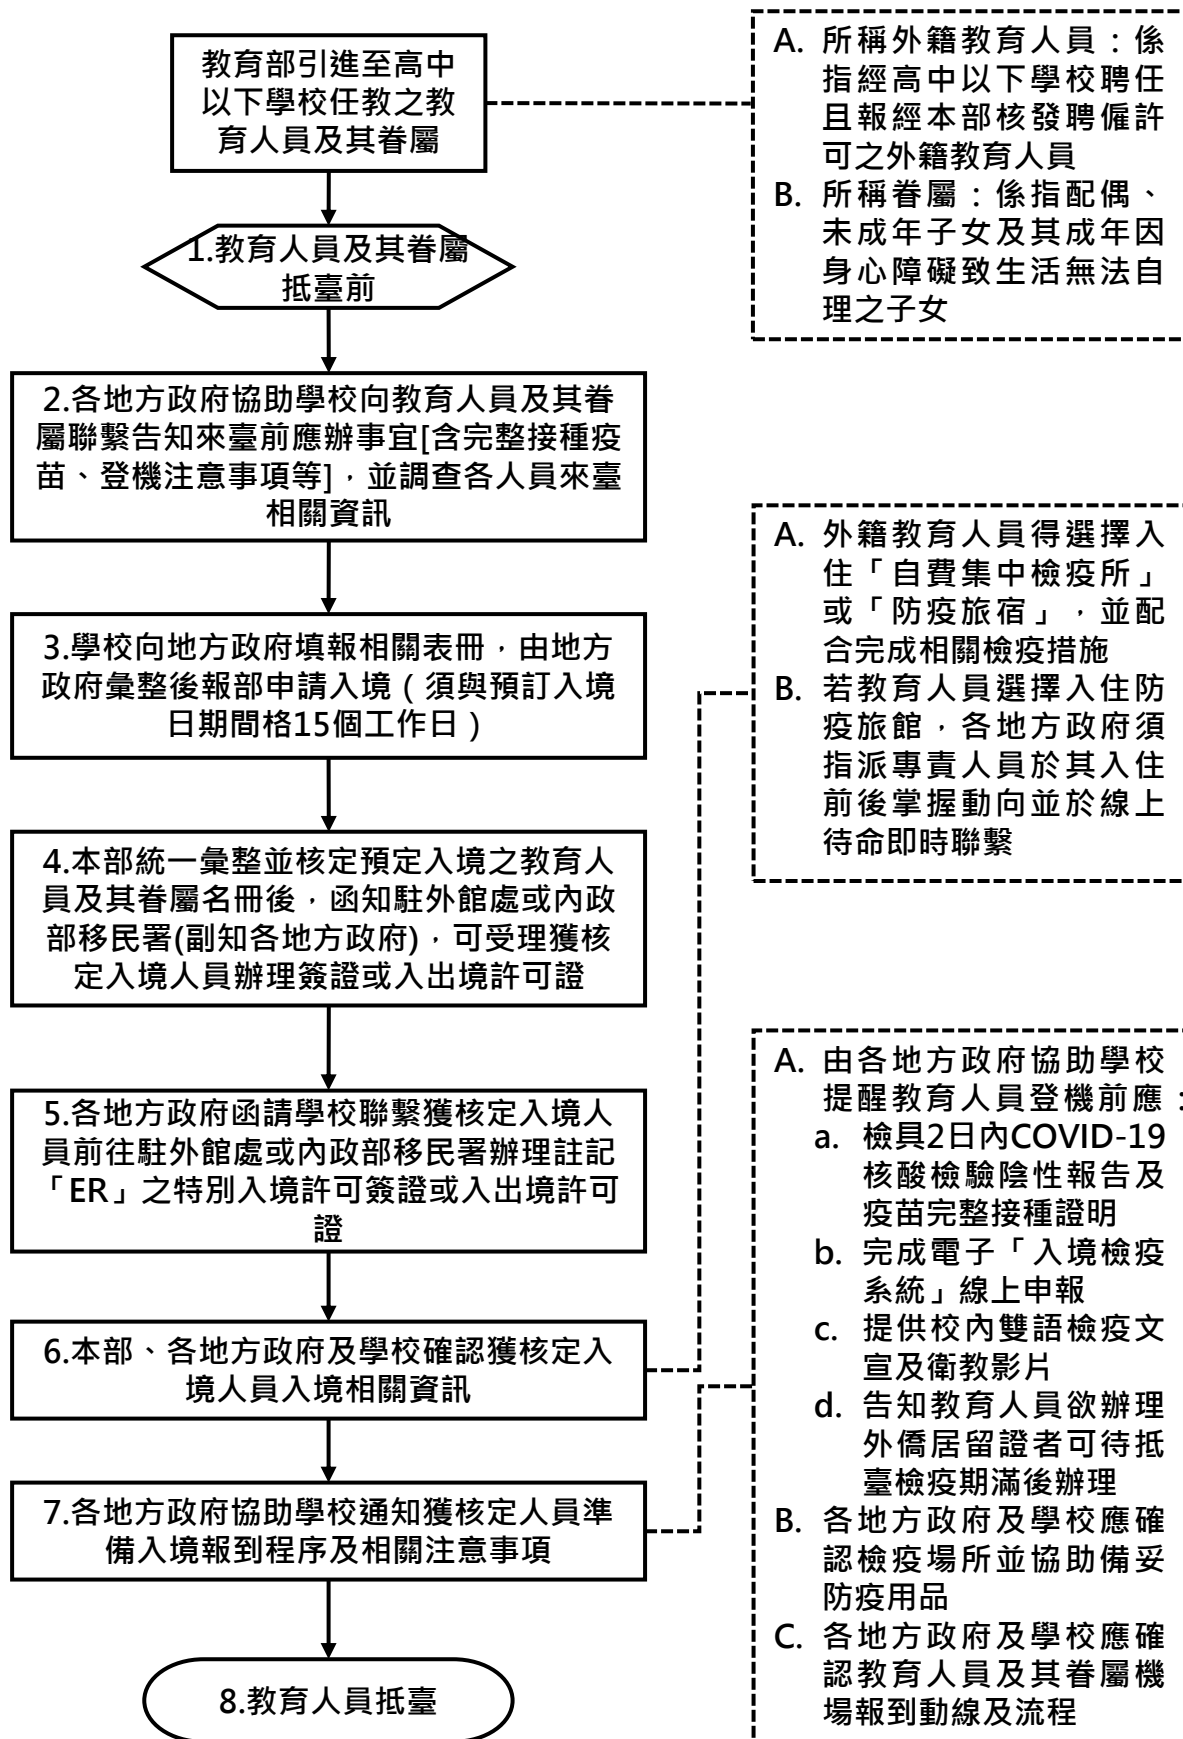 教育部引進至高中
以下學校任教之教
育人員及其眷屬
A. 所稱外籍教育人員：係
指經高中以下學校聘任
且報經本部核發聘僱許
可之外籍教育人員
B. 所稱眷屬：係指配偶、
未成年子女及其成年因
身心障礙致生活無法自
理之子女
1.教育人員及其眷屬
抵臺前
2.各地方政府協助學校向教育人員及其眷
屬聯繫告知來臺前應辦事宜[含完整接種疫
苗、登機注意事項等]，並調查各人員來臺
相關資訊
3.學校向地方政府填報相關表冊，由地方
政府彙整後報部申請入境（須與預訂入境
日期間格15個工作日）
A. 外籍教育人員得選擇入
住「自費集中檢疫所」
或「防疫旅宿」，並配
合完成相關檢疫措施
B. 若教育人員選擇入住防
疫旅館，各地方政府須
指派專責人員於其入住
前後掌握動向並於線上
待命即時聯繫
4.本部統一彙整並核定預定入境之教育人
員及其眷屬名冊後，函知駐外館處或內政
部移民署(副知各地方政府)，可受理獲核
定入境人員辦理簽證或入出境許可證
5.各地方政府函請學校聯繫獲核定入境人
員前往駐外館處或內政部移民署辦理註記
「ER」之特別入境許可簽證或入出境許可
證
6.本部、各地方政府及學校確認獲核定入
境人員入境相關資訊
7.各地方政府協助學校通知獲核定人員準
備入境報到程序及相關注意事項
8.教育人員抵臺
A. 由各地方政府協助學校
提醒教育人員登機前應：
a. 檢具2日內COVID-19
核酸檢驗陰性報告及
疫苗完整接種證明
b. 完成電子「入境檢疫
系統」線上申報
c. 提供校內雙語檢疫文
宣及衛教影片
d. 告知教育人員欲辦理
外僑居留證者可待抵
臺檢疫期滿後辦理
B. 各地方政府及學校應確
認檢疫場所並協助備妥
防疫用品
C. 各地方政府及學校應確
認教育人員及其眷屬機
場報到動線及流程